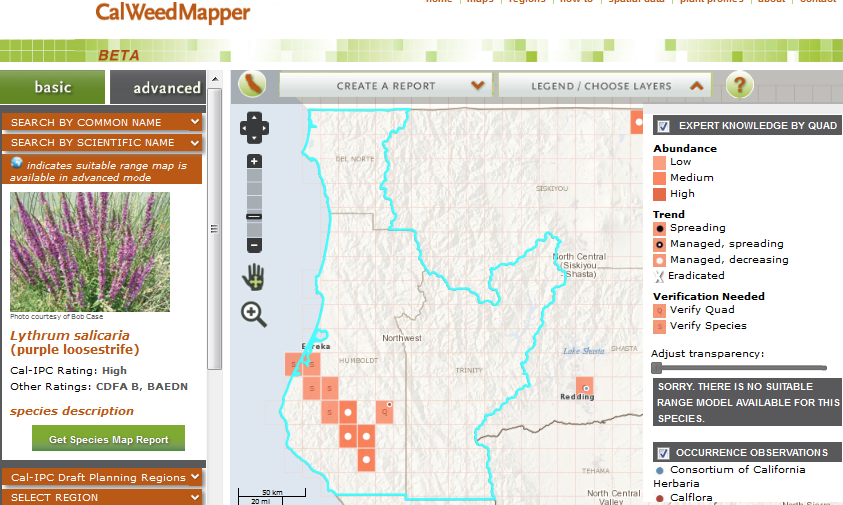 CalWeedMapper
home | maps | regions | how to | spatial data | plant profiles | about | contact
BETA
basic
advanced
CREATE A REPORT
LEGEND / CHOOSE LAYERS
?
SEARCH BY COMMON NAME
SEARCH BY SCIENTIFIC NAME
indicates suitable range map is
available in advanced mode
Photo courtesy of Bob Case
Lythrum salicaria
(purple loosestrife)
Cal-IPC Rating: High
Other Ratings: CDFA B, BAEDN
species description
Get Species Map Report
Cal-IPC Draft Planning Regions
SELECT REGION
DEL NORTE
SISKIYOU
North Central
(Siskiyou
- Shasta)
Northwest
Eureka
HUMBOLDT
TRINITY
Lake Shasta
SHASTA
Redding
TEHAMA
North Central
Valley
S
S
S
S
S
Q
50 km
20 mi
EXPERT KNOWLEDGE BY QUAD
Abundance
Low
Medium
High
Trend
Spreading
Managed, spreading
Managed, decreasing
Eradicated
Verification Needed
Q Verify Quad
S Verify Species
Adjust transparency:
SORRY. THERE IS NO SUITABLE
RANGE MODEL AVAILABLE FOR THIS
SPECIES.
OCCURRENCE OBSERVATIONS
Consortium of California
Herbaria
Calflora
North Sierra